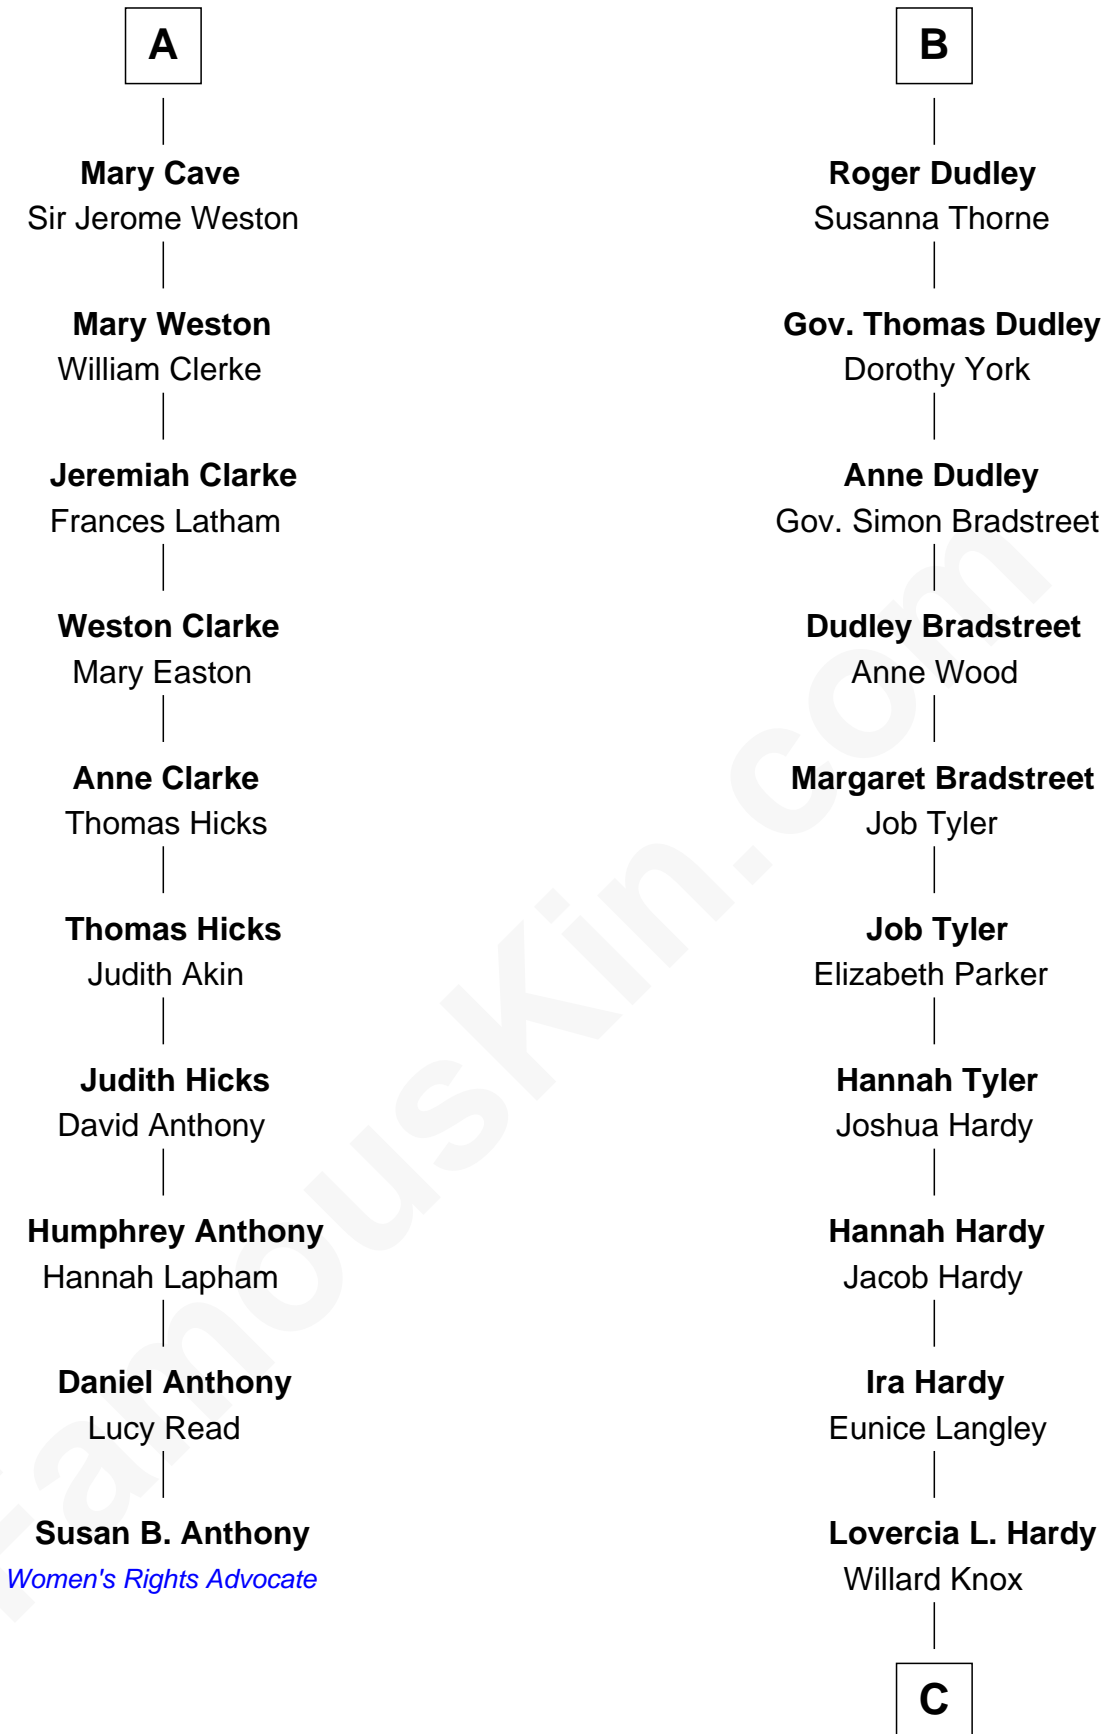 A
Mary Cave
Sir Jerome Weston
Mary Weston
William Clerke
Jeremiah Clarke
Frances Latham
Weston Clarke
Mary Easton
Anne Clarke
Thomas Hicks
Thomas Hicks
Judith Akin
Judith Hicks
David Anthony
Humphrey Anthony
Hannah Lapham
Daniel Anthony
Lucy Read
Susan B. Anthony
Women's Rights Advocate
B
Roger Dudley
Susanna Thorne
Gov. Thomas Dudley
Dorothy York
Anne Dudley
Gov. Simon Bradstreet
Dudley Bradstreet
Anne Wood
Margaret Bradstreet
Job Tyler
Job Tyler
Elizabeth Parker
Hannah Tyler
Joshua Hardy
Hannah Hardy
Jacob Hardy
Ira Hardy
Eunice Langley
Lovercia L. Hardy
Willard Knox
C
FamousKin.com